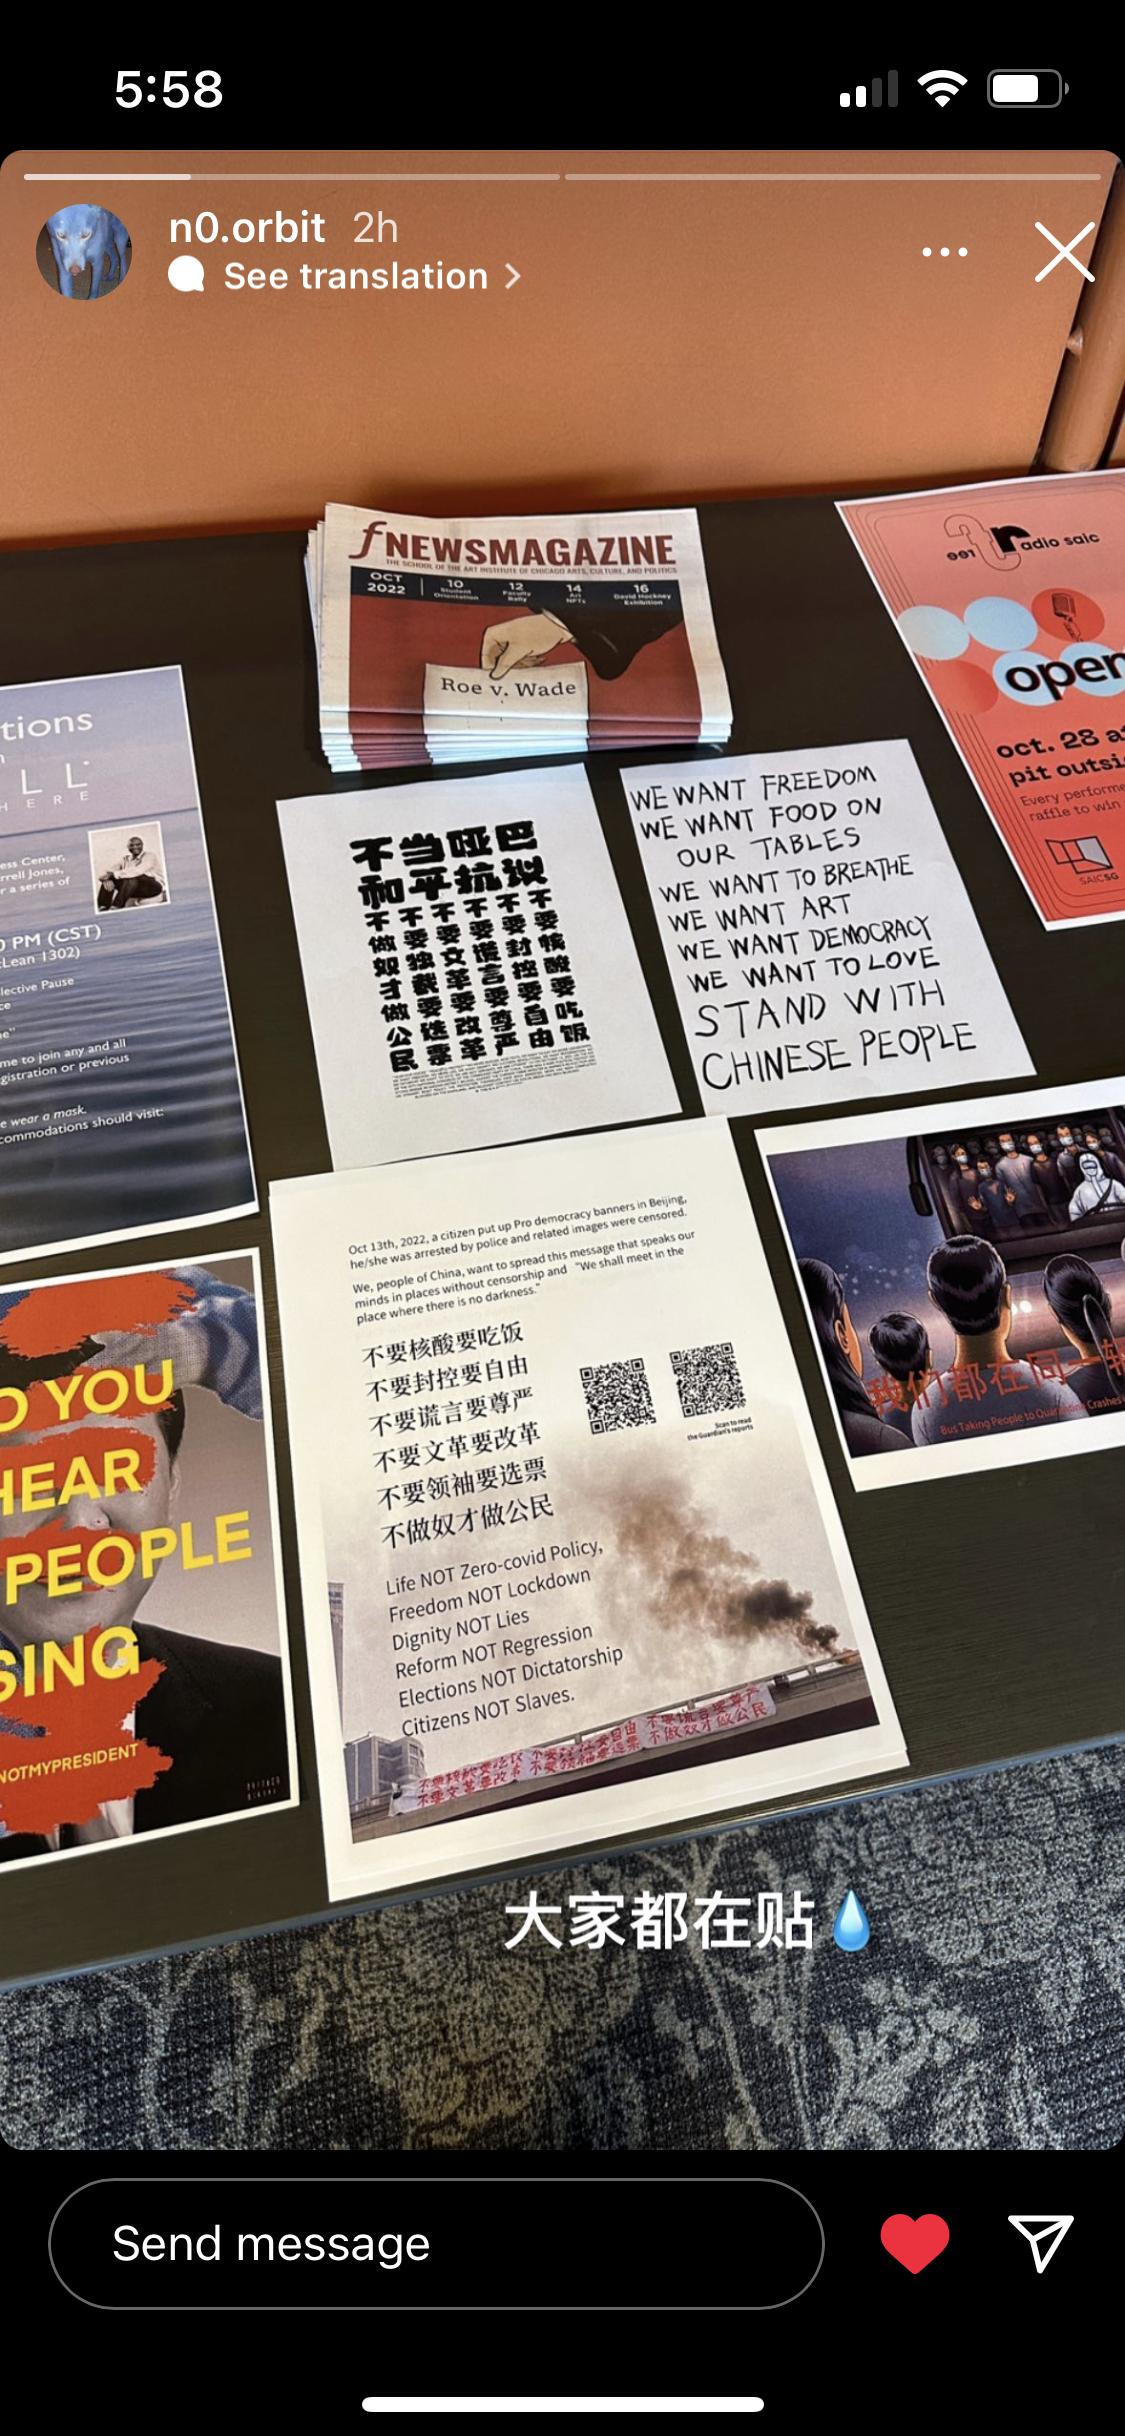 5:58
n0.orbit 2h
See translation
fNEWSMAGAZINE
THE SCHOOL OF THE ART INSTITUTE OF CHICAGO ARTS, CULTURE, AND POLITICS
OCT 2022
10
Student Orientation
12
Faculty Rally
14
Art NFTs
16
David Hockney Exhibition
Roe v. Wade
radio saic
open
oct. 28 at
pit outsi
Every performe
raffle to win
SAICSG
tions
LL
HERE
ess Center,
rrell Jones,
r a series of
0 PM (CST)
Lean 1302)
lective Pause
ce
e"
me to join any and all
gistration or previous
e wear a mask.
commodations should visit:
不当哑巴
和平抗议
不做奴才做公民
不要独裁要选票
不要文革要改革
不要谎言要尊严
不要封控要自由
不要核酸要吃饭
WE WANT FREEDOM
WE WANT FOOD ON
OUR TABLES
WE WANT TO BREATHE
WE WANT ART
WE WANT DEMOCRACY
WE WANT TO LOVE
STAND WITH
CHINESE PEOPLE
Oct 13th, 2022, a citizen put up Pro democracy banners in Beijing,
he/she was arrested by police and related images were censored.
We, people of China, want to spread this message that speaks our
minds in places without censorship and "We shall meet in the
place where there is no darkness."
不要核酸要吃饭
不要封控要自由
不要谎言要尊严
不要文革要改革
不要领袖要选票
不做奴才做公民
Scan to read
the Guardian's reports
Life NOT Zero-covid Policy,
Freedom NOT Lockdown
Dignity NOT Lies
Reform NOT Regression
Elections NOT Dictatorship
Citizens NOT Slaves.
不要核酸要吃饭 不要封控要自由 不要谎言要尊严
不要文革要改革 不要领袖要选票 不做奴才做公民
我们都在同一辆
Bus Taking People to Quarantine Crashes
O YOU
HEAR
PEOPLE
SING
NOTMYPRESIDENT
大家都在贴💧
Send message